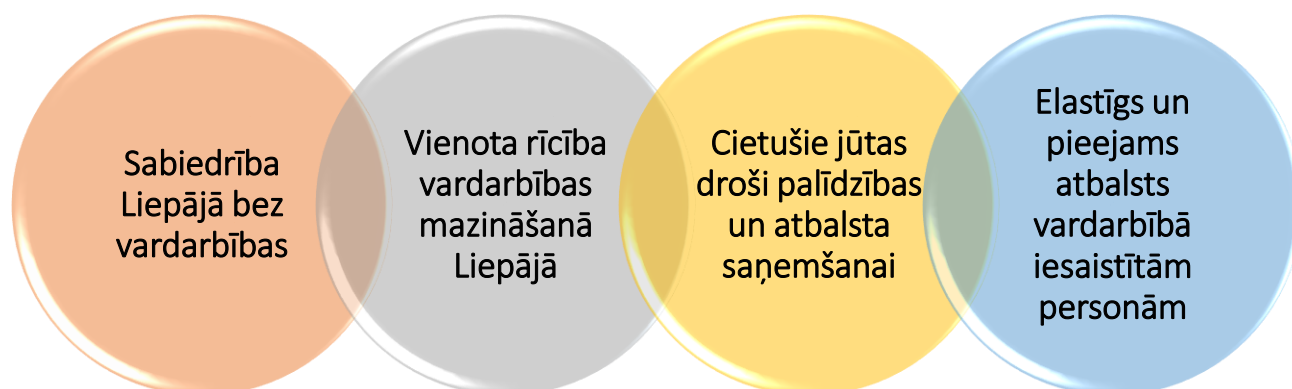 Sabiedrība
Liepājā bez
vardarbības
Vienota rīcība
vardarbības
mazināšanā
Liepājā
Cietušie jūtas
droši palīdzības
un atbalsta
saņemšanai
Elastīgs un
pieejams
atbalsts
vardarbībā
iesaistītām
personām